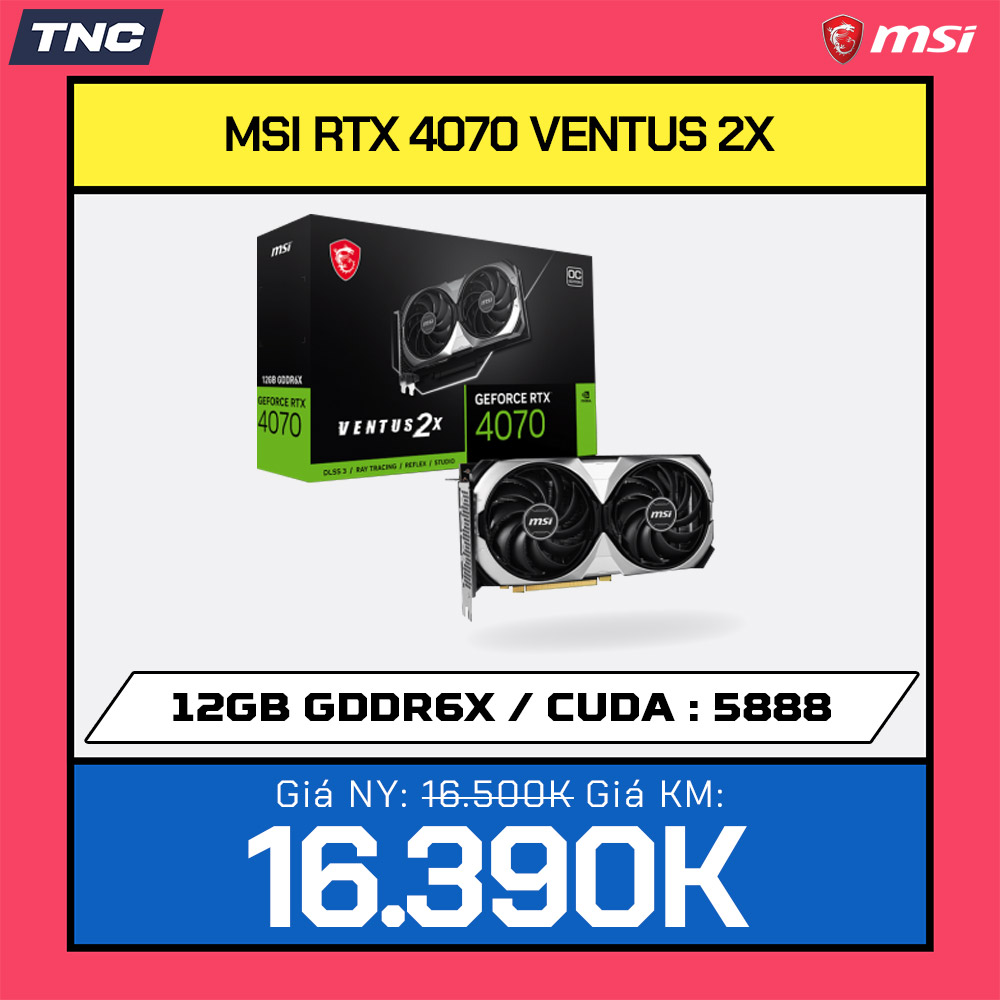 TNC
msi
MSI RTX 4070 VENTUS 2X
msi
OC
12GB GDDR6X
GEFORCE RTX
4070
VENTUS 2X
GEFORCE RTX
4070
DLSS 3 / RAY TRACING / REFLEX / STUDIO
msi
msi
12GB GDDR6X / CUDA : 5888
Giá NY: 16.500K Giá KM:
16.390K